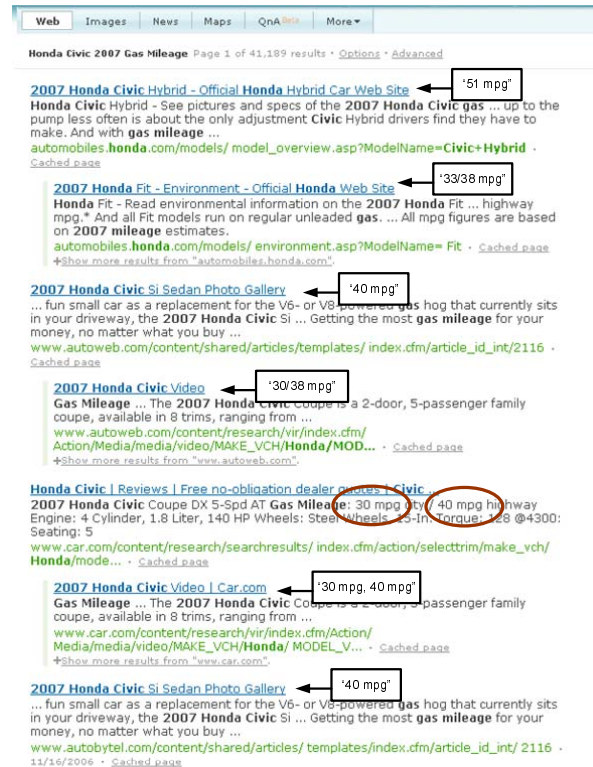 Web Images News Maps QnA Beta More
Honda Civic 2007 Gas Mileage Page 1 of 41,189 results · Options · Advanced
2007 Honda Civic Hybrid - Official Honda Hybrid Car Web Site
'51 mpg"
Honda Civic Hybrid - See pictures and specs of the 2007 Honda Civic gas ... up to the
pump less often is about the only adjustment Civic Hybrid drivers find they have to
make. And with gas mileage ...
automobiles.honda.com/models/ model_overview.asp?ModelName=Civic+Hybrid ·
Cached page
2007 Honda Fit - Environment - Official Honda Web Site
'33/38 mpg"
Honda Fit - Read environmental information on the 2007 Honda Fit ... highway
mpg.* And all Fit models run on regular unleaded gas. ... All mpg figures are based
on 2007 mileage estimates.
automobiles.honda.com/models/ environment.asp?ModelName= Fit · Cached page
+Show more results from "automobiles.honda.com".
2007 Honda Civic Si Sedan Photo Gallery
'40 mpg"
... fun small car as a replacement for the V6- or V8-powered gas hog that currently sits
in your driveway, the 2007 Honda Civic Si ... Getting the most gas mileage for your
money, no matter what you buy ...
www.autoweb.com/content/shared/articles/templates/ index.cfm/article_id_int/2116 ·
Cached page
2007 Honda Civic Video
'30/38 mpg"
Gas Mileage ... The 2007 Honda Civic Coupe is a 2-door, 5-passenger family
coupe, available in 8 trims, ranging from ...
www.autoweb.com/content/research/vir/index.cfm/
Action/Media/media/video/MAKE_VCH/Honda/MOD... · Cached page
+Show more results from "www.autoweb.com".
Honda Civic | Reviews | Free no-obligation dealer quotes | Civic ...
2007 Honda Civic Coupe DX 5-Spd AT Gas Mileage: 30 mpg city / 40 mpg highway
Engine: 4 Cylinder, 1.8 Liter, 140 HP Wheels: Steel Wheels, 15-In. Torque: 128 @4300:
Seating: 5
www.car.com/content/research/searchresults/ index.cfm/action/selecttrim/make_vch/
Honda/mode... · Cached page
2007 Honda Civic Video | Car.com
'30 mpg, 40 mpg"
Gas Mileage ... The 2007 Honda Civic Coupe is a 2-door, 5-passenger family
coupe, available in 8 trims, ranging from ...
www.car.com/content/research/vir/index.cfm/Action/
Media/media/video/MAKE_VCH/Honda/ MODEL_V... · Cached page
+Show more results from "www.car.com".
2007 Honda Civic Si Sedan Photo Gallery
'40 mpg"
... fun small car as a replacement for the V6- or V8-powered gas hog that currently sits
in your driveway, the 2007 Honda Civic Si ... Getting the most gas mileage for your
money, no matter what you buy ...
www.autobytel.com/content/shared/articles/ templates/index.cfm/article_id_int/ 2116 ·
11/16/2006 · Cached page